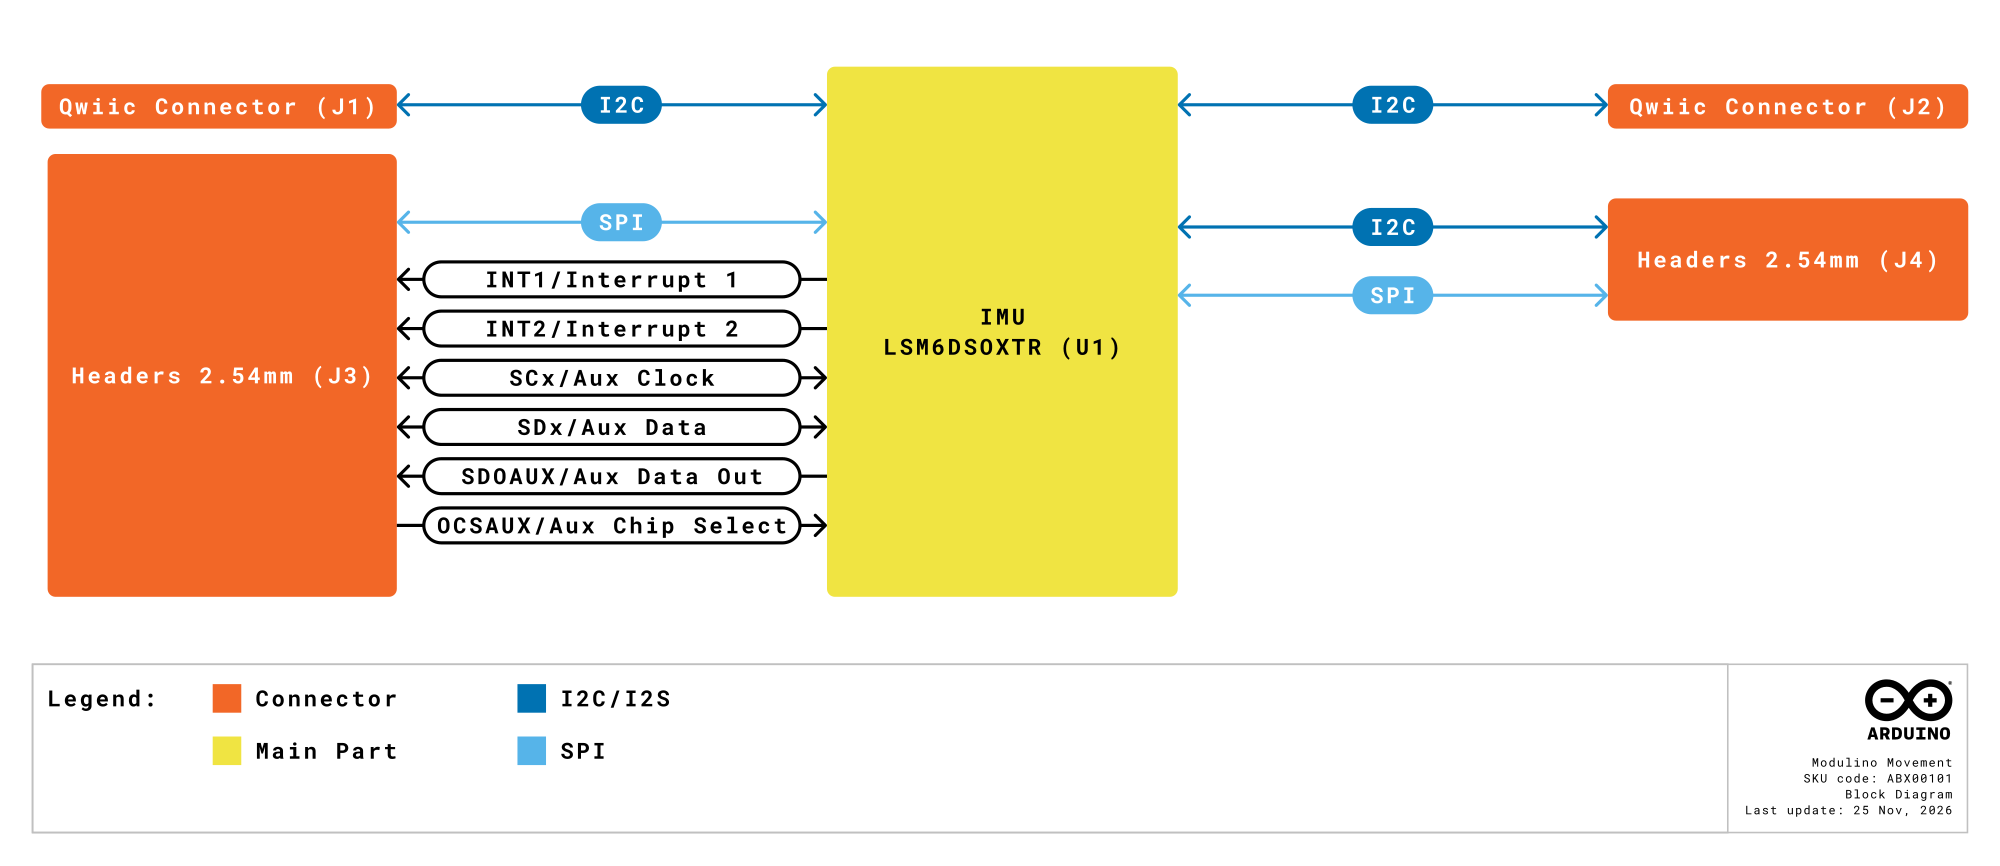 Qwiic Connector (J1)
I2C
I2C
Qwiic Connector (J2)
SPI
INT1/Interrupt 1
INT2/Interrupt 2
SCx/Aux Clock
SDx/Aux Data
SDOAUX/Aux Data Out
OCSAUX/Aux Chip Select
Headers 2.54mm (J3)
IMU
LSM6DSOXTR (U1)
I2C
SPI
Headers 2.54mm (J4)
Legend:
Connector
I2C/I2S
Main Part
SPI
ARDUINO
Modulino Movement
SKU code: ABX00101
Block Diagram
Last update: 25 Nov, 2026